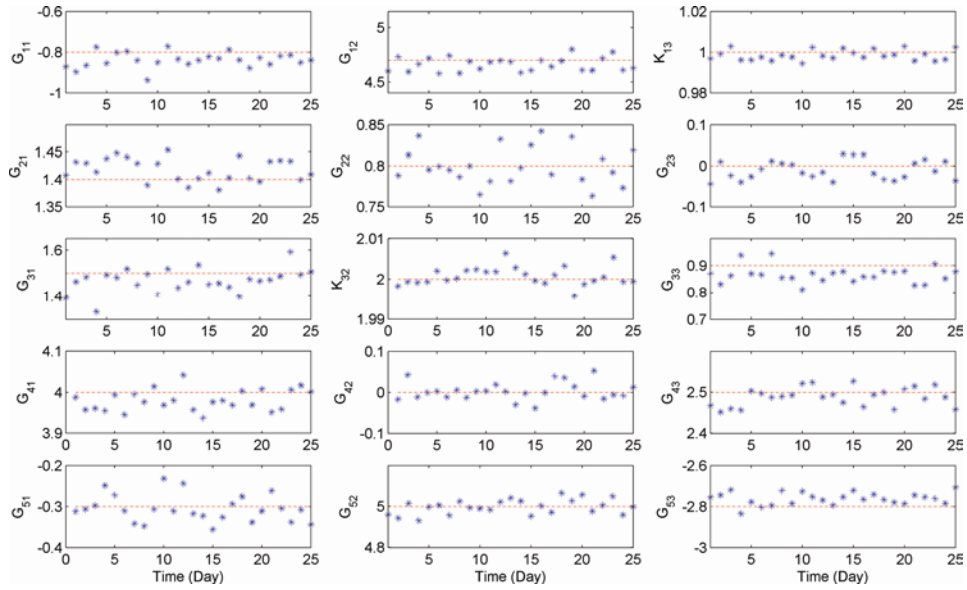 G11
-0.6
-0.8
-1
5 10 15 20 25
G12
5
4.5
5 10 15 20 25
K13
1.02
1
0.98
5 10 15 20 25
G21
1.45
1.4
1.35
5 10 15 20 25
G22
0.85
0.8
0.75
5 10 15 20 25
G23
0.1
0
-0.1
5 10 15 20 25
G31
1.6
1.4
5 10 15 20 25
K32
2.01
2
1.99
0 5 10 15 20 25
G33
0.9
0.8
0.7
5 10 15 20 25
G41
4.1
4
3.9
0 5 10 15 20 25
G42
0.1
0
-0.1
0 5 10 15 20 25
G43
2.5
2.4
5 10 15 20 25
G51
-0.2
-0.3
-0.4
0 5 10 15 20 25
Time (Day)
G52
5
4.8
5 10 15 20 25
Time (Day)
G53
-2.6
-2.8
-3
5 10 15 20 25
Time (Day)